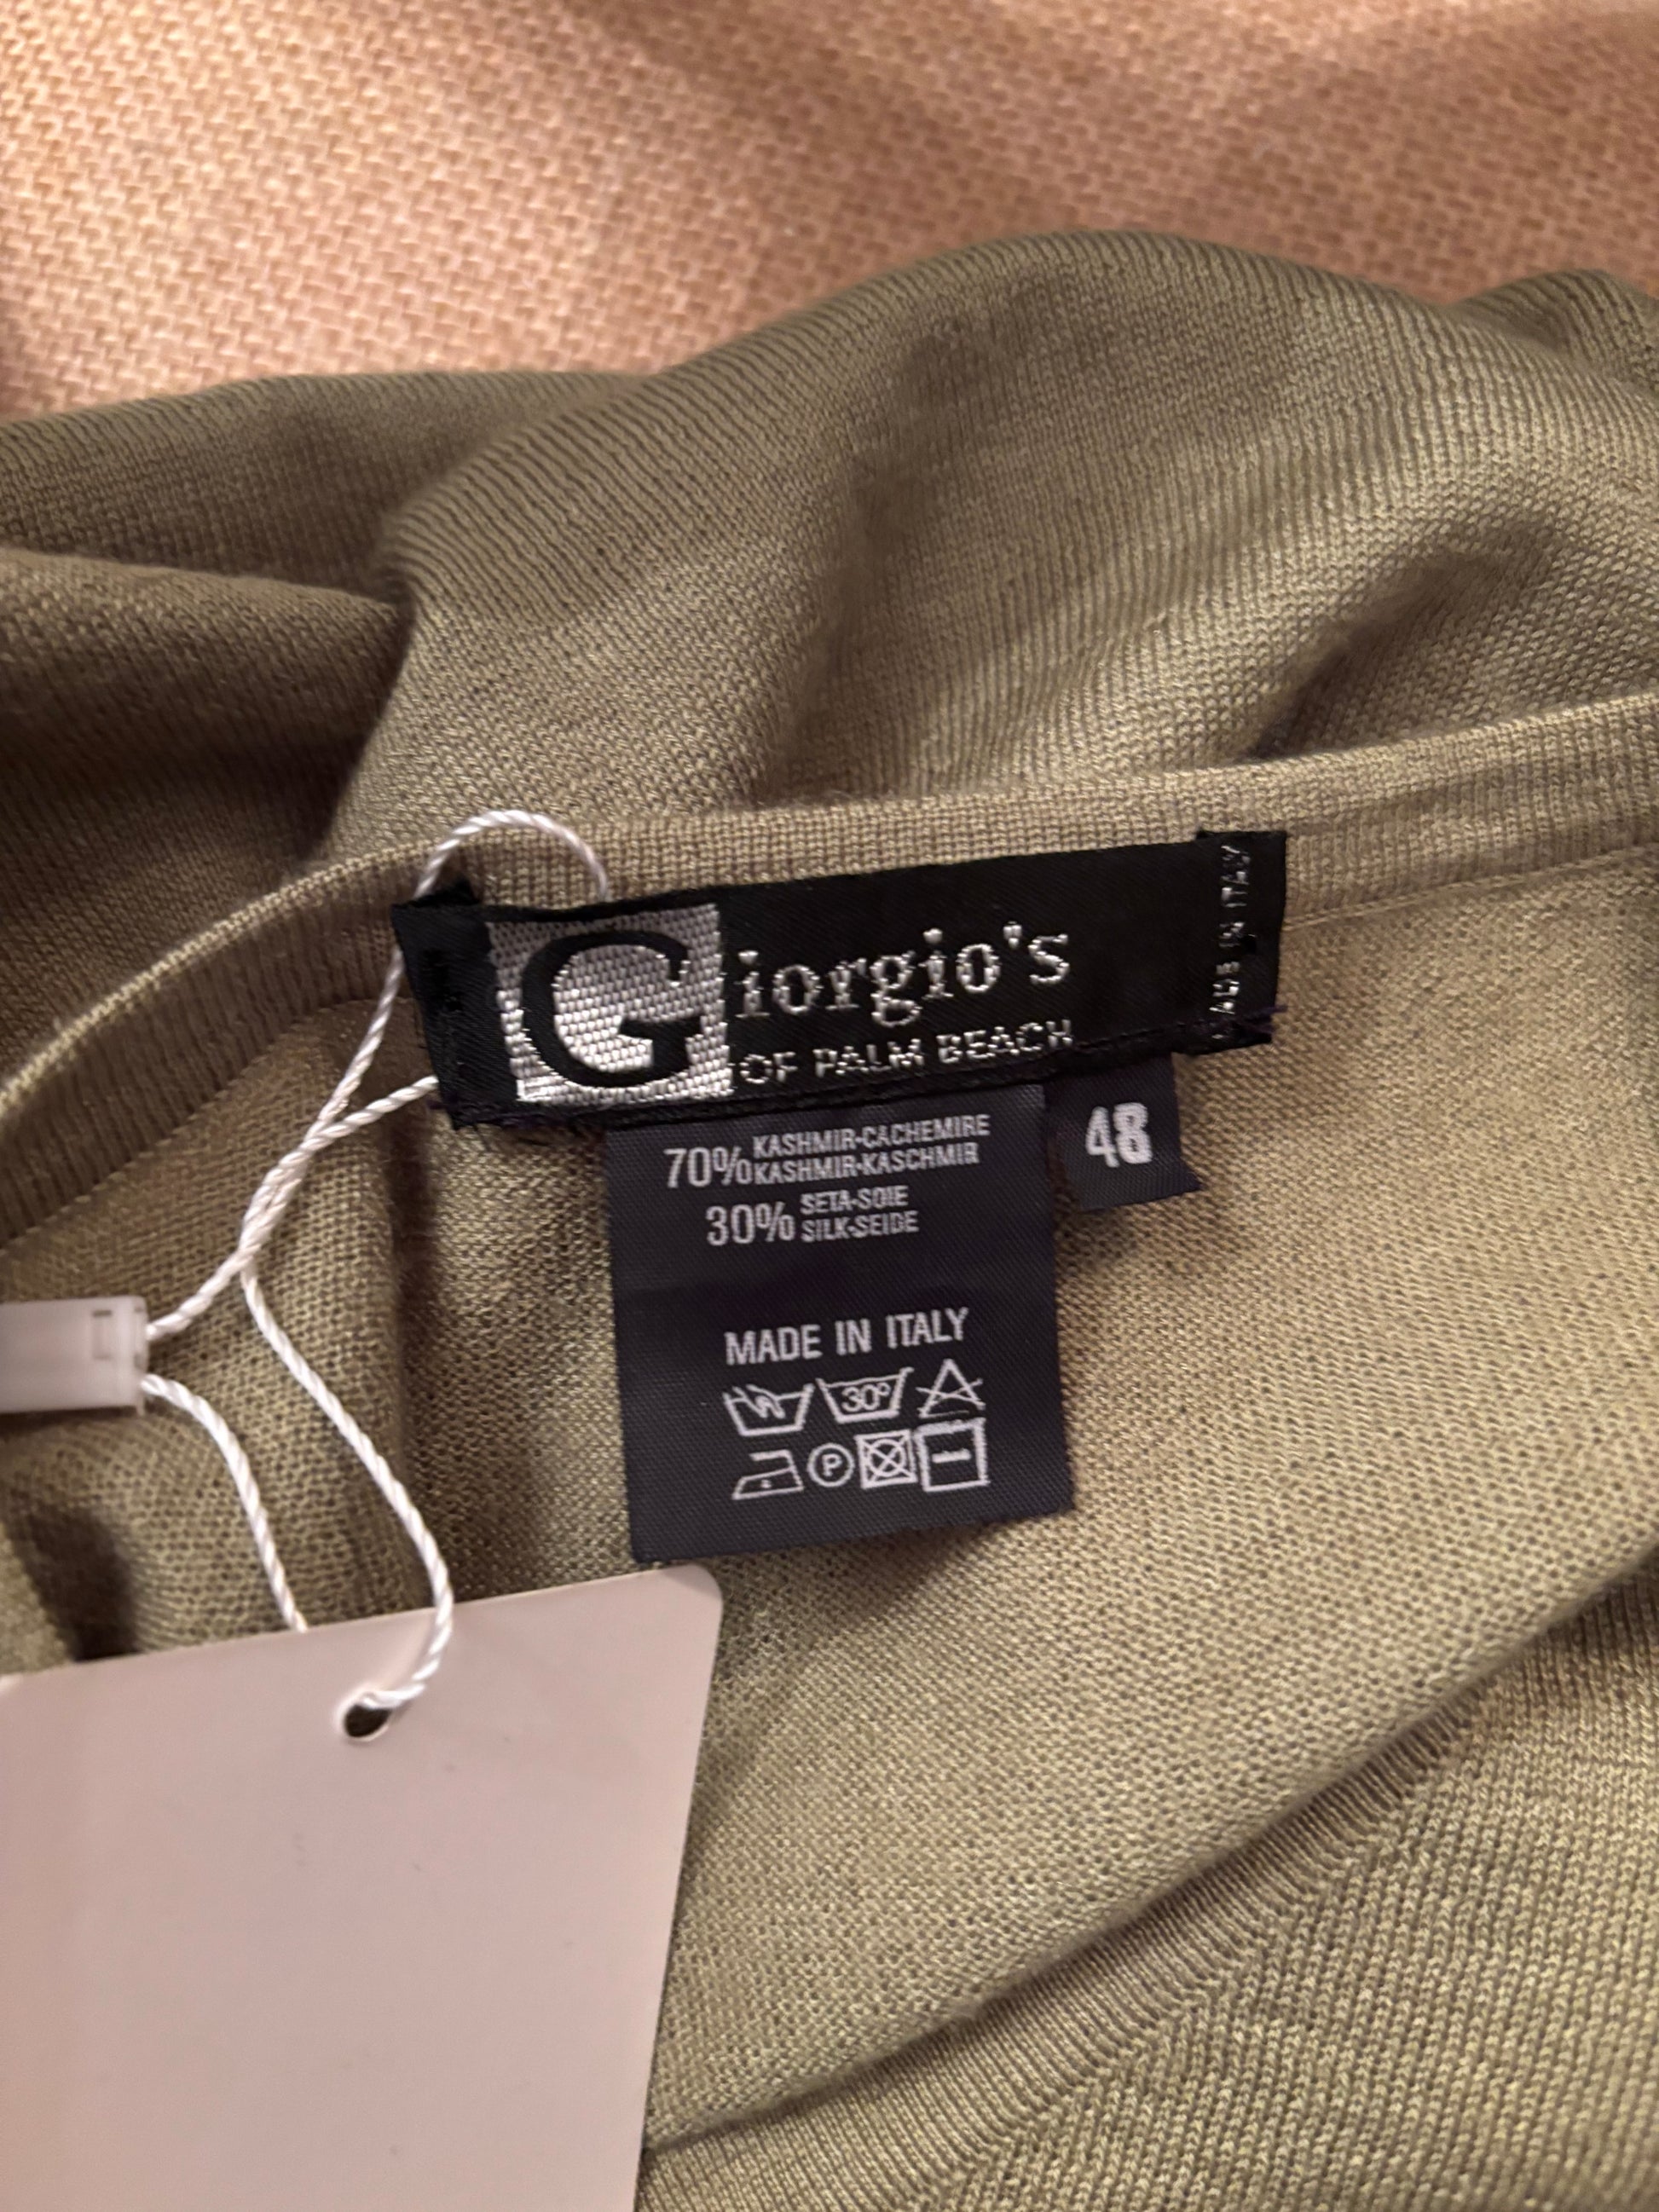 Giorgio's
OF PALM BEACH
MADE IN ITALY
48
70% KASHMIR-CACHEMIRE
KASHMIR-KASCHMIR
30% SETA-SOIE
SILK-SEIDE
MADE IN ITALY
30°
P